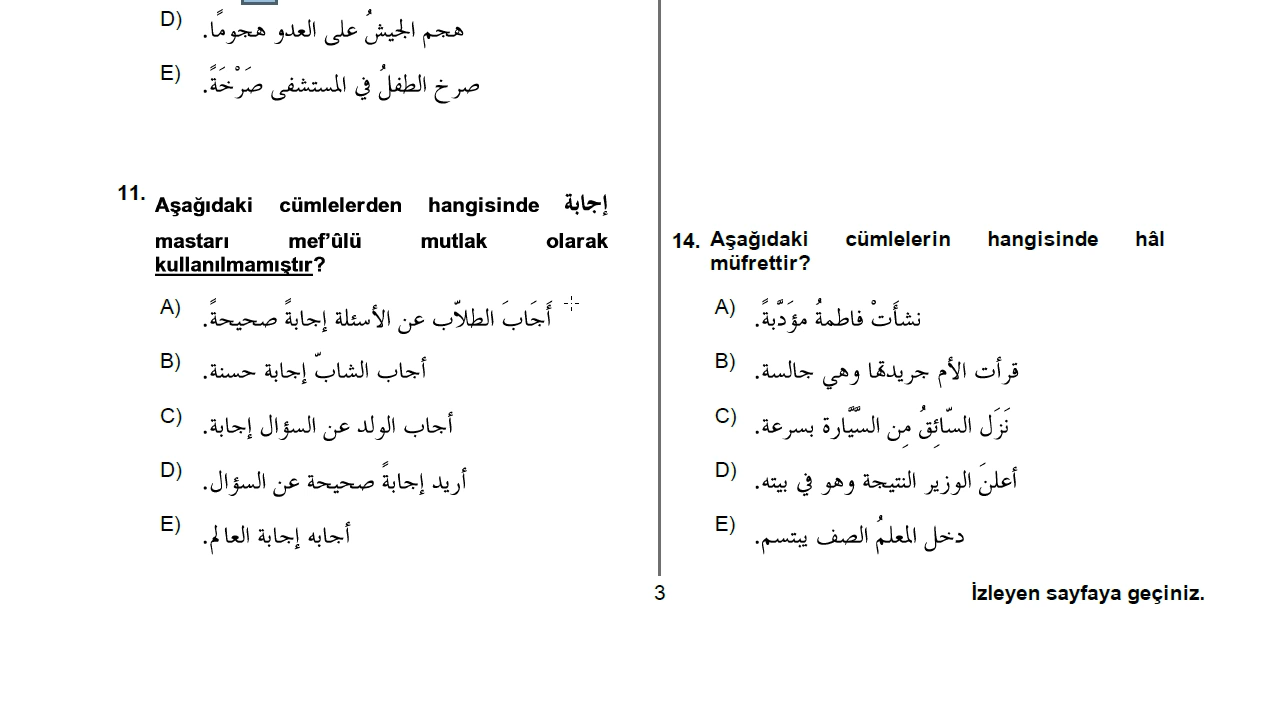 D) هجم الجيشُ على العدو هجومًا.
E) صرخ الطفلُ في المستشفى صَرْخَةً.
11. Aşağıdaki cümlelerden hangisinde إجابة
mastarı mef’ûlü mutlak olarak
kullanılmamıştır?
A) أَجَابَ الطلاّب عن الأسئلة إجابةً صحيحةً.
B) أجاب الشابّ إجابة حسنة.
C) أجاب الولد عن السؤال إجابة.
D) أريد إجابةً صحيحة عن السؤال.
E) أجابه إجابة العالم.
14. Aşağıdaki cümlelerin hangisinde hâl
müfrettir?
A) نشأَتْ فاطمةُ مؤَدَّبةً.
B) قرأت الأم جريدتها وهي جالسة.
C) نَزَل السّائِقُ مِن السَّيَّارة بسرعة.
D) أعلنَ الوزير النتيجة وهو في بيته.
E) دخل المعلمُ الصف يبتسم.
3
İzleyen sayfaya geçiniz.